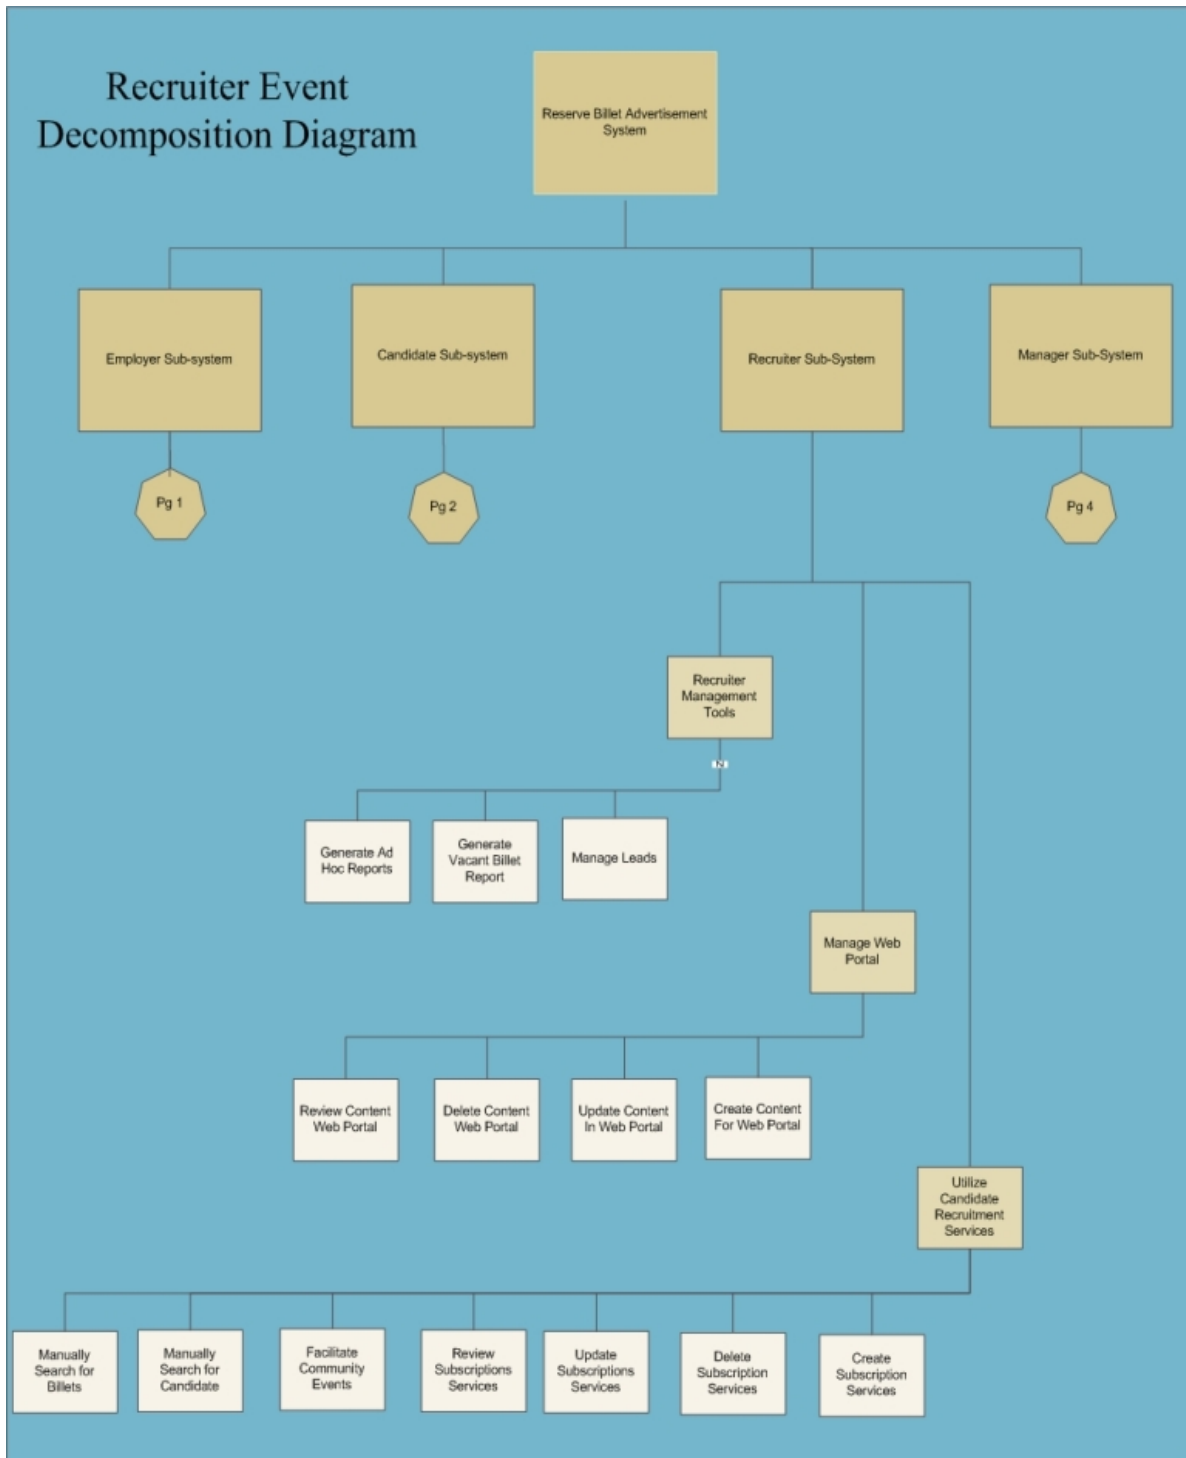 Recruiter Event
Decomposition Diagram
Reserve Billet Advertisement
System
Employer Sub-system
Candidate Sub-system
Recruiter Sub-System
Manager Sub-System
Pg 1
Pg 2
Pg 4
Recruiter
Management
Tools
N
Generate Ad
Hoc Reports
Generate
Vacant Billet
Report
Manage Leads
Manage Web
Portal
Review Content
Web Portal
Delete Content
Web Portal
Update Content
In Web Portal
Create Content
For Web Portal
Utilize
Candidate
Recruitment
Services
Manually
Search for
Billets
Manually
Search for
Candidate
Facilitate
Community
Events
Review
Subscriptions
Services
Update
Subscriptions
Services
Delete
Subscription
Services
Create
Subscription
Services